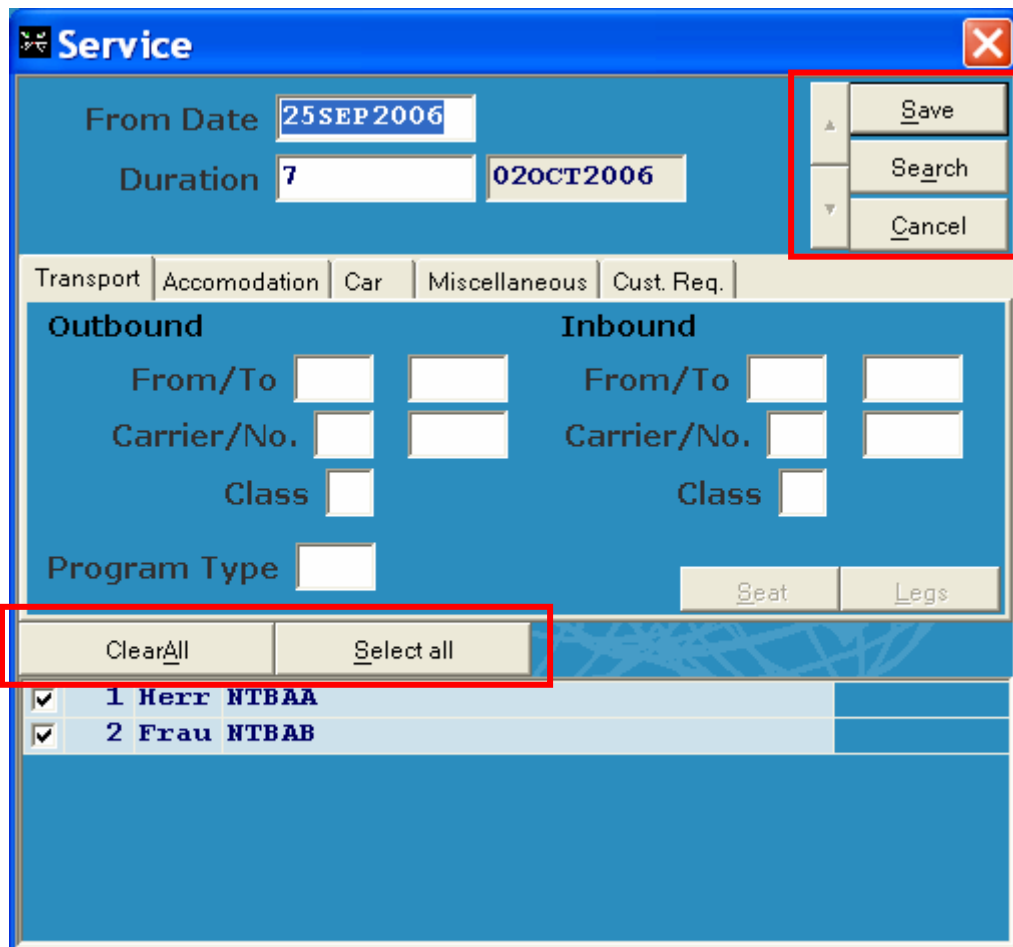 Service
From Date 25SEP2006
Save
Duration 7 02OCT2006
Search
Cancel
Transport Accomodation Car Miscellaneous Cust. Req.
Outbound Inbound
From/To From/To
Carrier/No. Carrier/No.
Class Class
Program Type
Seat Legs
ClearAll Select all
1 Herr NTBAA
2 Frau NTBAB